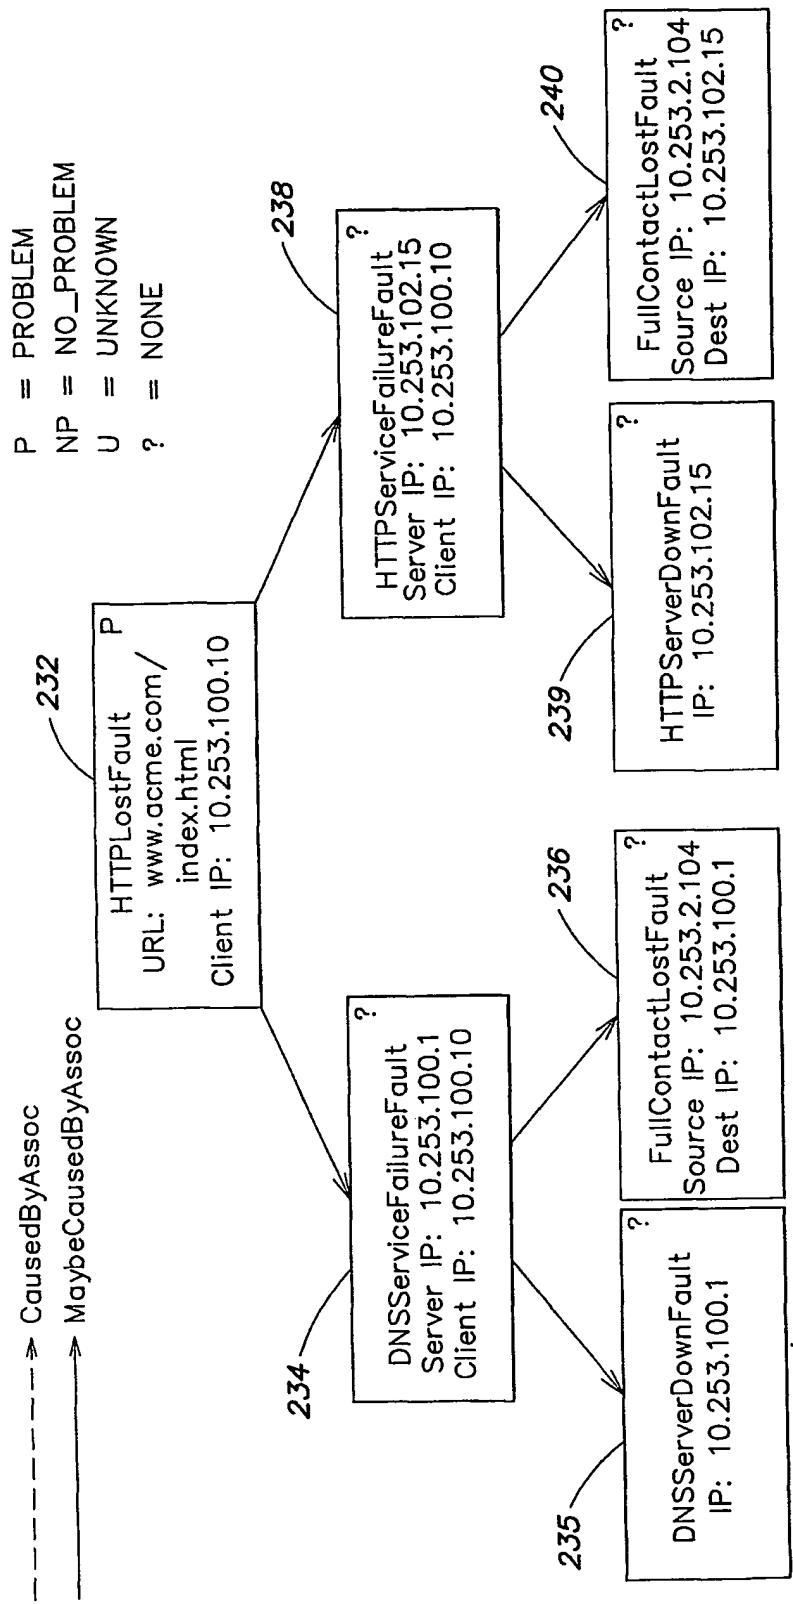 CausedByAssoc
MaybeCausedByAssoc
P = PROBLEM
NP = NO_PROBLEM
U = UNKNOWN
? = NONE
232
HTTPLostFault
P
URL: www.acme.com/
index.html
Client IP: 10.253.100.10
234
DNSServiceFailureFault
?
Server IP: 10.253.100.1
Client IP: 10.253.100.10
238
HTTPServiceFailureFault
?
Server IP: 10.253.102.15
Client IP: 10.253.100.10
235
DNSServerDownFault
?
IP: 10.253.100.1
236
FullContactLostFault
?
Source IP: 10.253.2.104
Dest IP: 10.253.100.1
239
HTTPServerDownFault
?
IP: 10.253.102.15
240
FullContactLostFault
?
Source IP: 10.253.2.104
Dest IP: 10.253.102.15